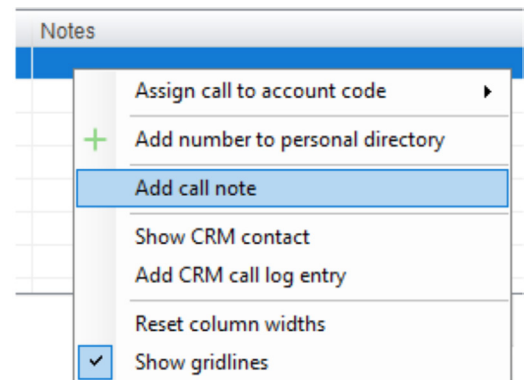 Notes
Assign call to account code
Add number to personal directory
Add call note
Show CRM contact
Add CRM call log entry
Reset column widths
Show gridlines